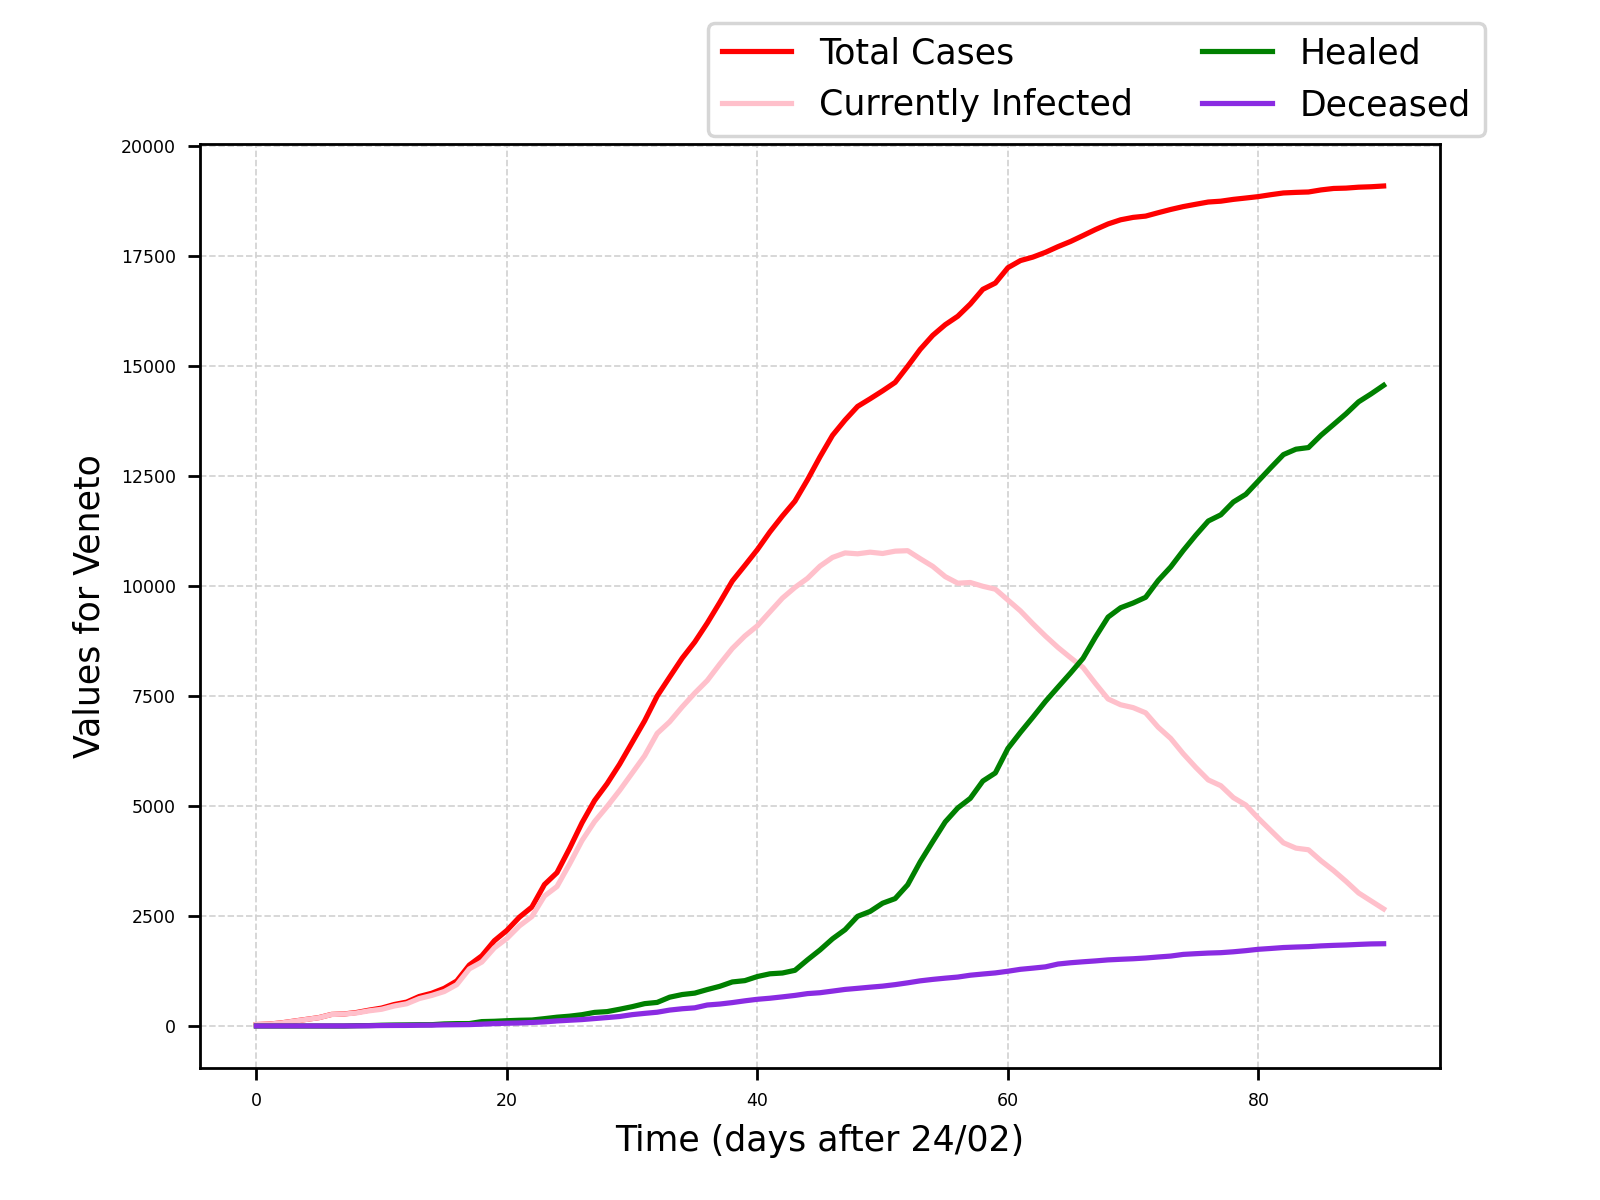 Total Cases
Currently Infected
Healed
Deceased
20000
17500
15000
12500
10000
7500
5000
2500
0
Values for Veneto
0 20 40 60 80
Time (days after 24/02)